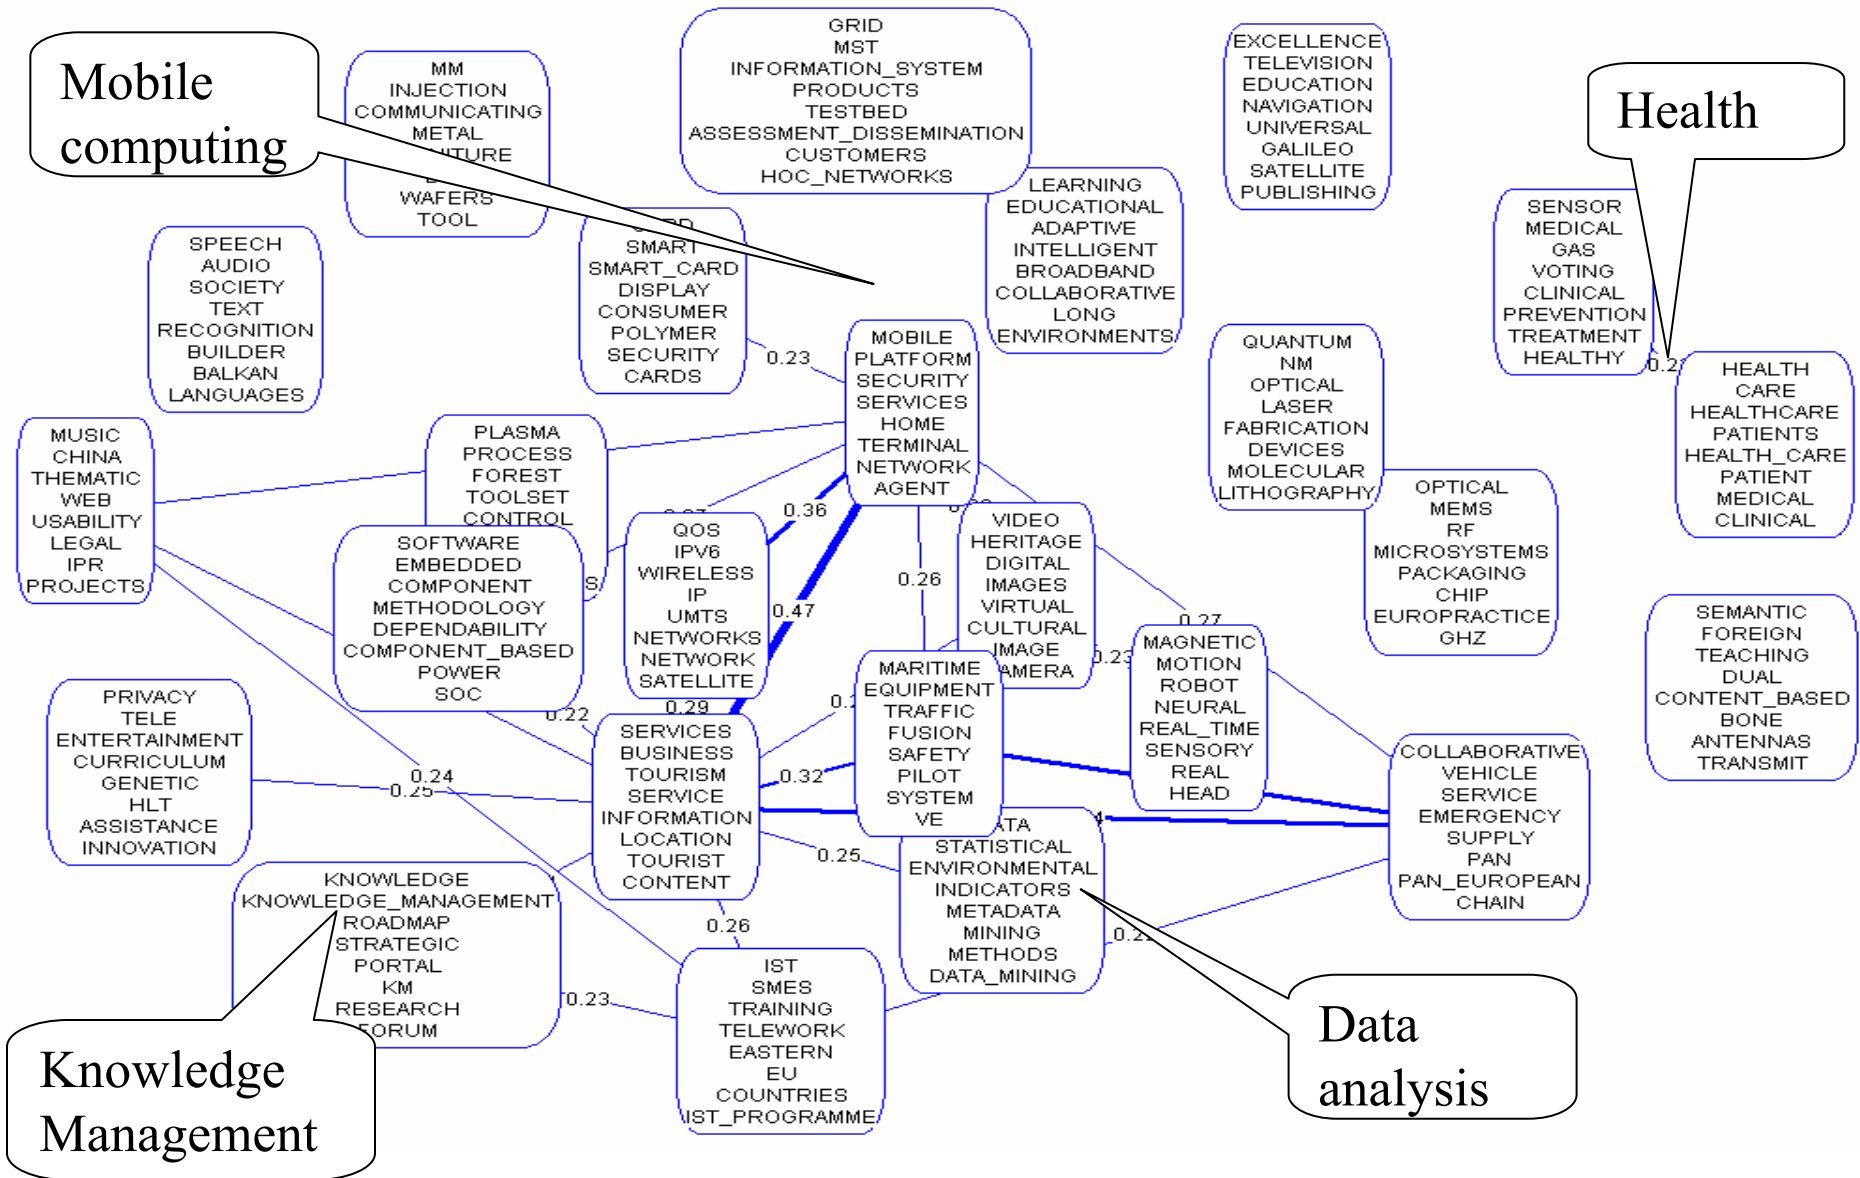 Mobile
computing
MM
INJECTION
COMMUNICATING
METAL
WAFERS
TOOL
GRID
MST
INFORMATION_SYSTEM
PRODUCTS
TESTBED
ASSESSMENT_DISSEMINATION
CUSTOMERS
HOC_NETWORKS
EXCELLENCE
TELEVISION
EDUCATION
NAVIGATION
UNIVERSAL
GALILEO
SATELLITE
PUBLISHING
Health
SPEECH
AUDIO
SOCIETY
TEXT
RECOGNITION
BUILDER
BALKAN
LANGUAGES
SMART
SMART_CARD
DISPLAY
CONSUMER
POLYMER
SECURITY
CARDS
LEARNING
EDUCATIONAL
ADAPTIVE
INTELLIGENT
BROADBAND
COLLABORATIVE
LONG
ENVIRONMENTS
SENSOR
MEDICAL
GAS
VOTING
CLINICAL
PREVENTION
TREATMENT
HEALTHY
0.23
MOBILE
PLATFORM
SECURITY
SERVICES
HOME
TERMINAL
NETWORK
AGENT
QUANTUM
NM
OPTICAL
LASER
FABRICATION
DEVICES
MOLECULAR
LITHOGRAPHY
HEALTH
CARE
HEALTHCARE
PATIENTS
HEALTH_CARE
PATIENT
MEDICAL
CLINICAL
MUSIC
CHINA
THEMATIC
WEB
USABILITY
LEGAL
IPR
PROJECTS
PLASMA
PROCESS
FOREST
TOOLSET
CONTROL
S
SOFTWARE
EMBEDDED
COMPONENT
METHODOLOGY
DEPENDABILITY
COMPONENT_BASED
POWER
SOC
0.36
QOS
IPV6
WIRELESS
IP
UMTS
NETWORKS
NETWORK
SATELLITE
0.47
0.26
VIDEO
HERITAGE
DIGITAL
IMAGES
VIRTUAL
CULTURAL
IMAGE
AMERA
0.27
0.23
OPTICAL
MEMS
RF
MICROSYSTEMS
PACKAGING
CHIP
EUROPRACTICE
GHZ
SEMANTIC
FOREIGN
TEACHING
DUAL
CONTENT_BASED
BONE
ANTENNAS
TRANSMIT
PRIVACY
TELE
ENTERTAINMENT
CURRICULUM
GENETIC
HLT
ASSISTANCE
INNOVATION
0.24
0.25
0.22
0.29
SERVICES
BUSINESS
TOURISM
SERVICE
INFORMATION
LOCATION
TOURIST
CONTENT
0.32
MARITIME
EQUIPMENT
TRAFFIC
FUSION
SAFETY
PILOT
SYSTEM
VE
MAGNETIC
MOTION
ROBOT
NEURAL
REAL_TIME
SENSORY
REAL
HEAD
COLLABORATIVE
VEHICLE
SERVICE
EMERGENCY
SUPPLY
PAN
PAN_EUROPEAN
CHAIN
0.25
4
ATA
STATISTICAL
ENVIRONMENTAL
INDICATORS
METADATA
MINING
METHODS
DATA_MINING
KNOWLEDGE
KNOWLEDGE_MANAGEMENT
ROADMAP
STRATEGIC
PORTAL
KM
RESEARCH
FORUM
0.26
0.23
IST
SMES
TRAINING
TELEWORK
EASTERN
EU
COUNTRIES
IST_PROGRAMME
Knowledge
Management
Data
analysis